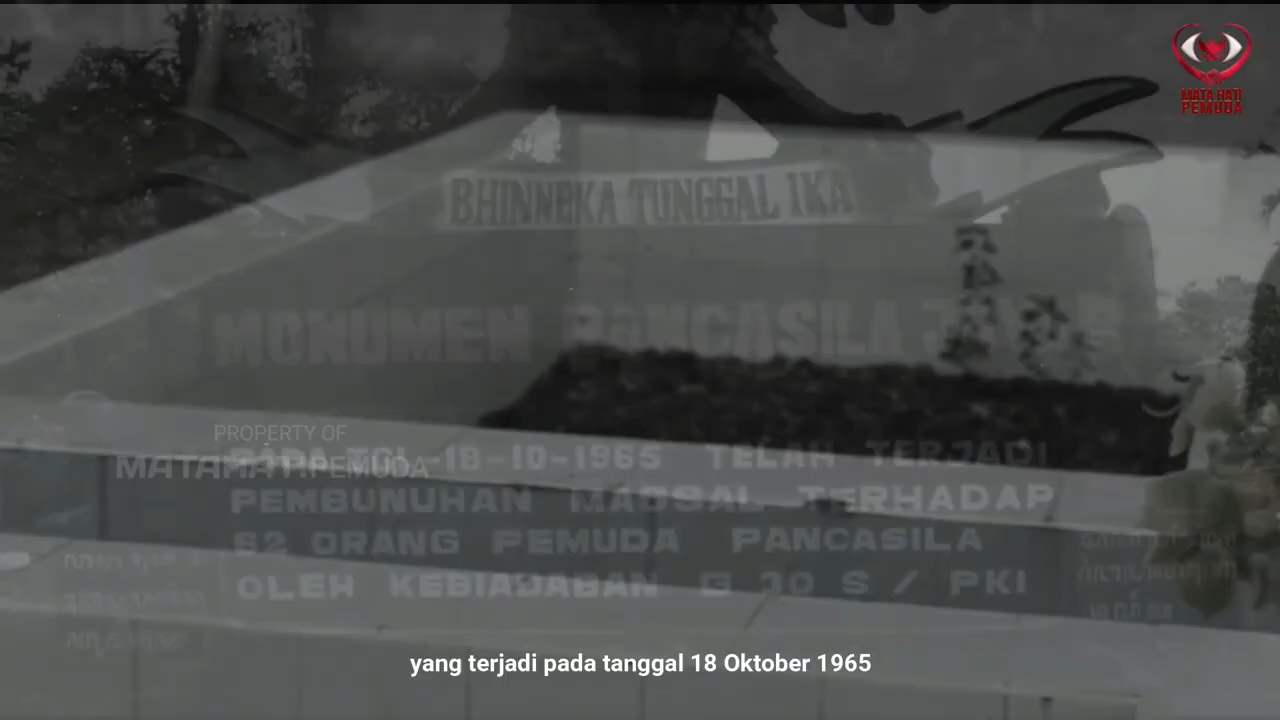 MATA HATI
PEMUDA
BHINNEKA TUNGGAL IKA
MONUMEN PANCASILA JAYA
PROPERTY OF
MATAHATIPEMUDA
PADA TGL -18-10-1965 TELAH TERJADI
PEMBUNUHAN MASSAL TERHADAP
62 ORANG PEMUDA PANCASILA
OLEH KEBIADABAN G 30 S / PKI
yang terjadi pada tanggal 18 Oktober 1965